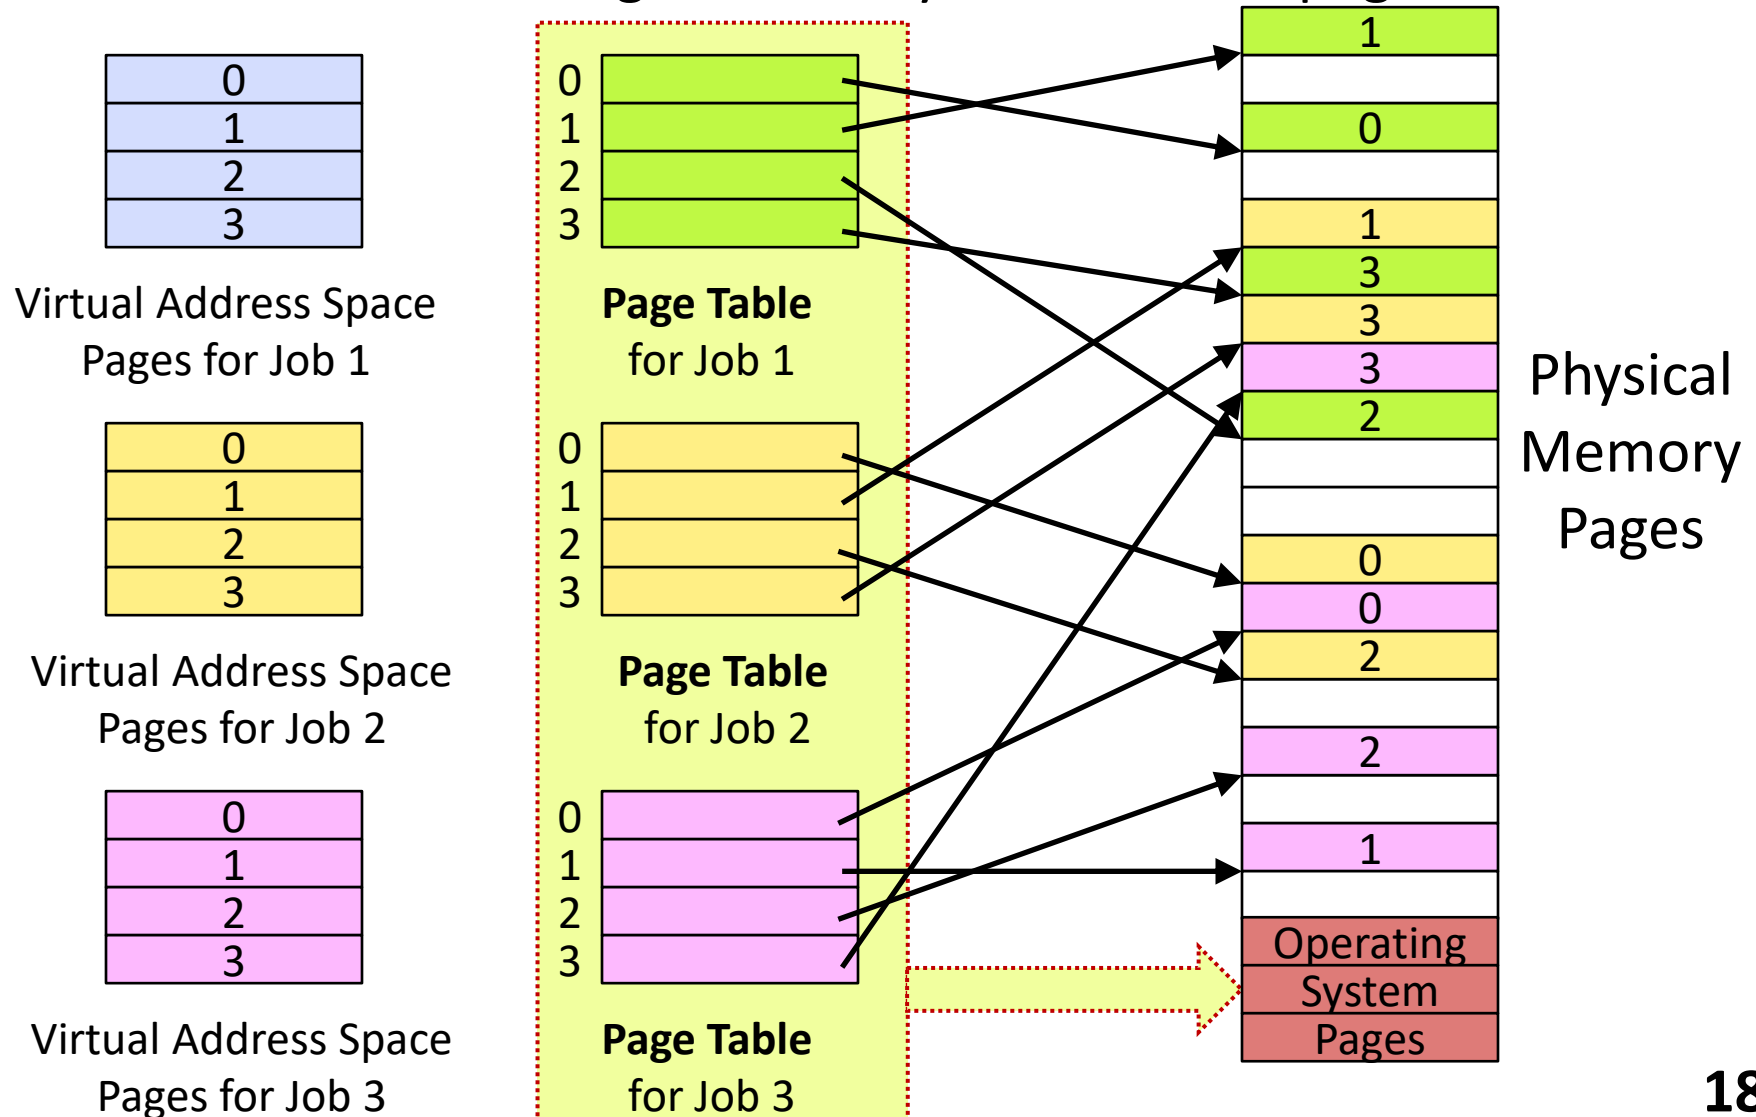 0
1
2
3
Virtual Address Space
Pages for Job 1
0
1
2
3
Virtual Address Space
Pages for Job 2
0
1
2
3
Virtual Address Space
Pages for Job 3
0
1
2
3
Page Table
for Job 1
0
1
2
3
Page Table
for Job 2
0
1
2
3
Page Table
for Job 3
1
0
1
3
3
3
2
0
0
2
2
1
Operating
System
Pages
Physical
Memory
Pages
18